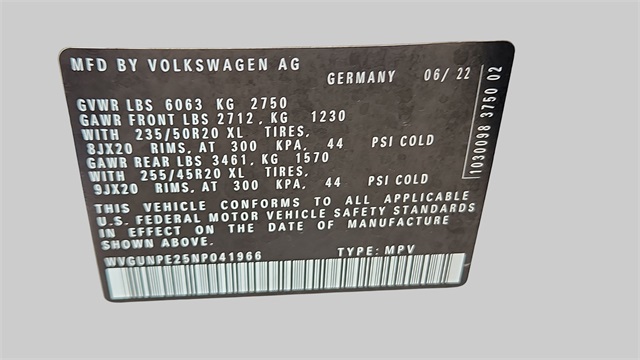 MFD BY VOLKSWAGEN AG
GERMANY 06/ 22
GVWR LBS 6063 KG 2750
GAWR FRONT LBS 2712, KG 1230
WITH 235/50R20 XL TIRES,
8JX20 RIMS, AT 300 KPA, 44 PSI COLD
GAWR REAR LBS 3461, KG 1570
WITH 255/45R20 XL TIRES,
9JX20 RIMS, AT 300 KPA, 44 PSI COLD
THIS VEHICLE CONFORMS TO ALL APPLICABLE
U.S. FEDERAL MOTOR VEHICLE SAFETY STANDARDS
IN EFFECT ON THE DATE OF MANUFACTURE
SHOWN ABOVE.
WVGUNPE25NP041966 TYPE: MPV
1030098 3750 02